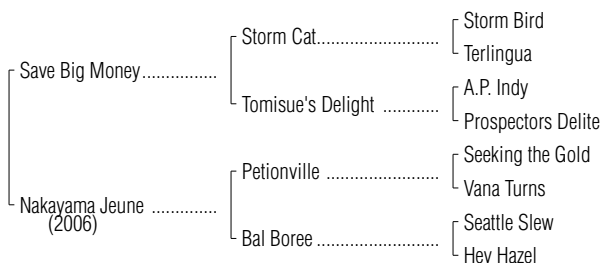 Storm Bird
Storm Cat........................
Terlingua
Save Big Money...............
A.P. Indy
Tomisue's Delight ...........
Prospectors Delite
Seeking the Gold
Petionville ......................
Vana Turns
Nakayama Jeune .............
(2006)
Seattle Slew
Bal Boree ........................
Hey Hazel